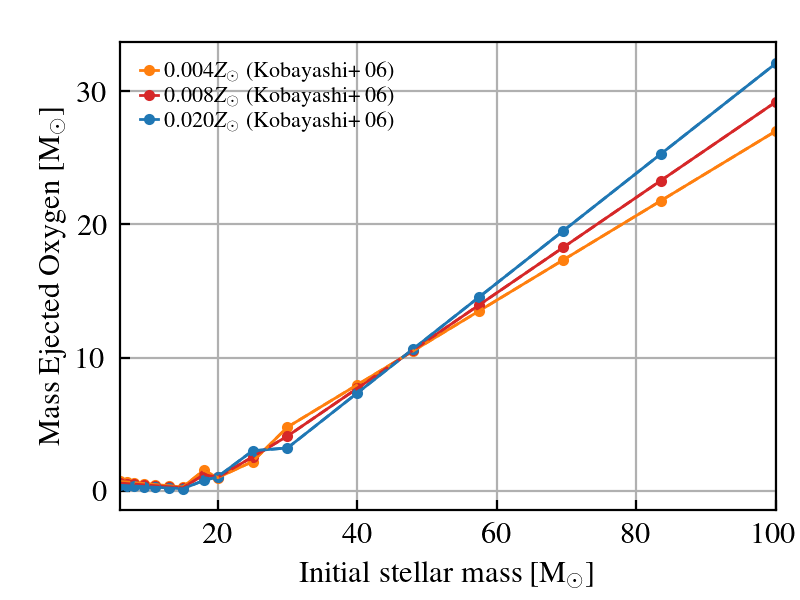 0.004Z⊙ (Kobayashi+ 06)
0.008Z⊙ (Kobayashi+ 06)
0.020Z⊙ (Kobayashi+ 06)
Mass Ejected Oxygen [M⊙]
30
20
10
0
20 40 60 80 100
Initial stellar mass [M⊙]